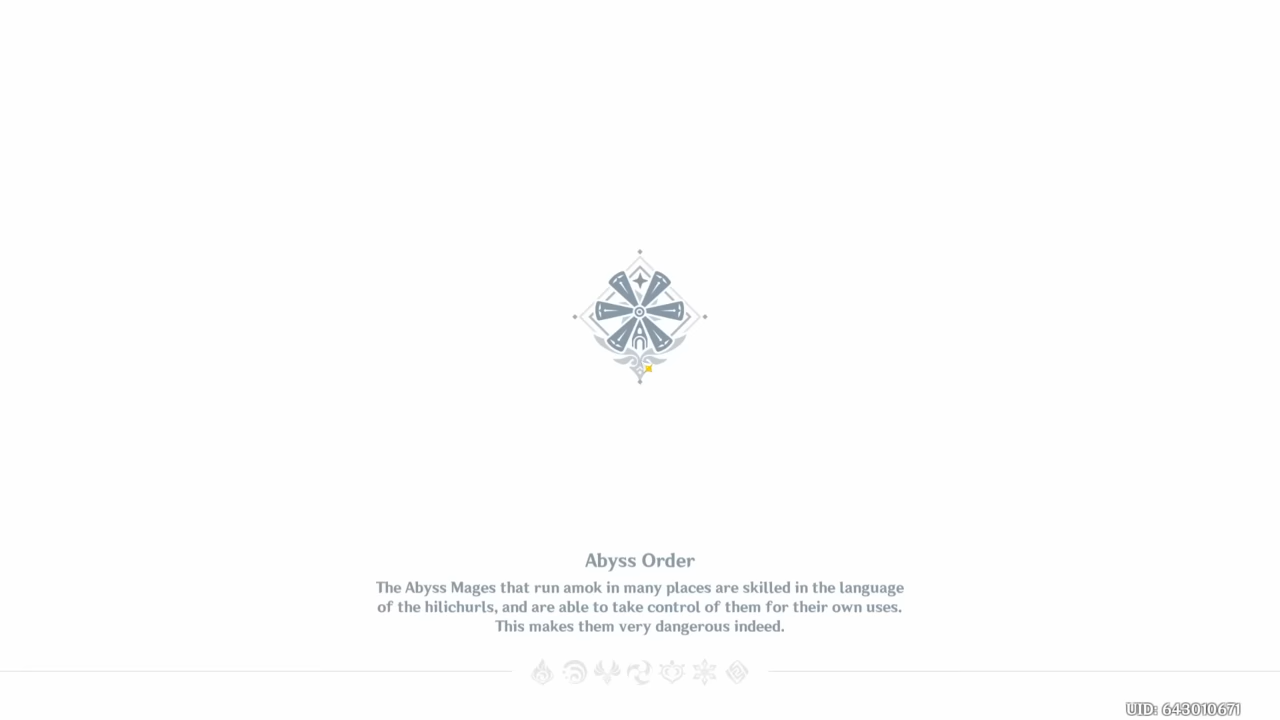 Abyss Order
The Abyss Mages that run amok in many places are skilled in the language
of the hilichurls, and are able to take control of them for their own uses.
This makes them very dangerous indeed.
UID: 643010671